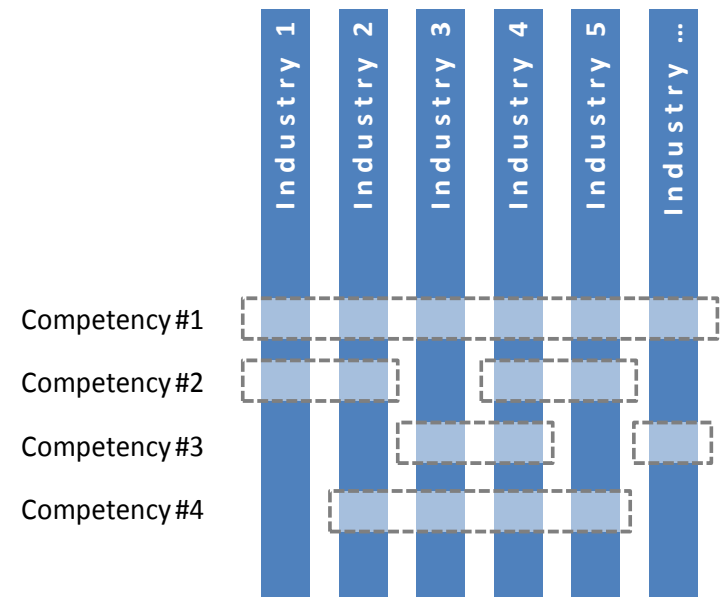 Industry 1
Industry 2
Industry 3
Industry 4
Industry 5
Industry ...
Competency #1
Competency #2
Competency #3
Competency #4